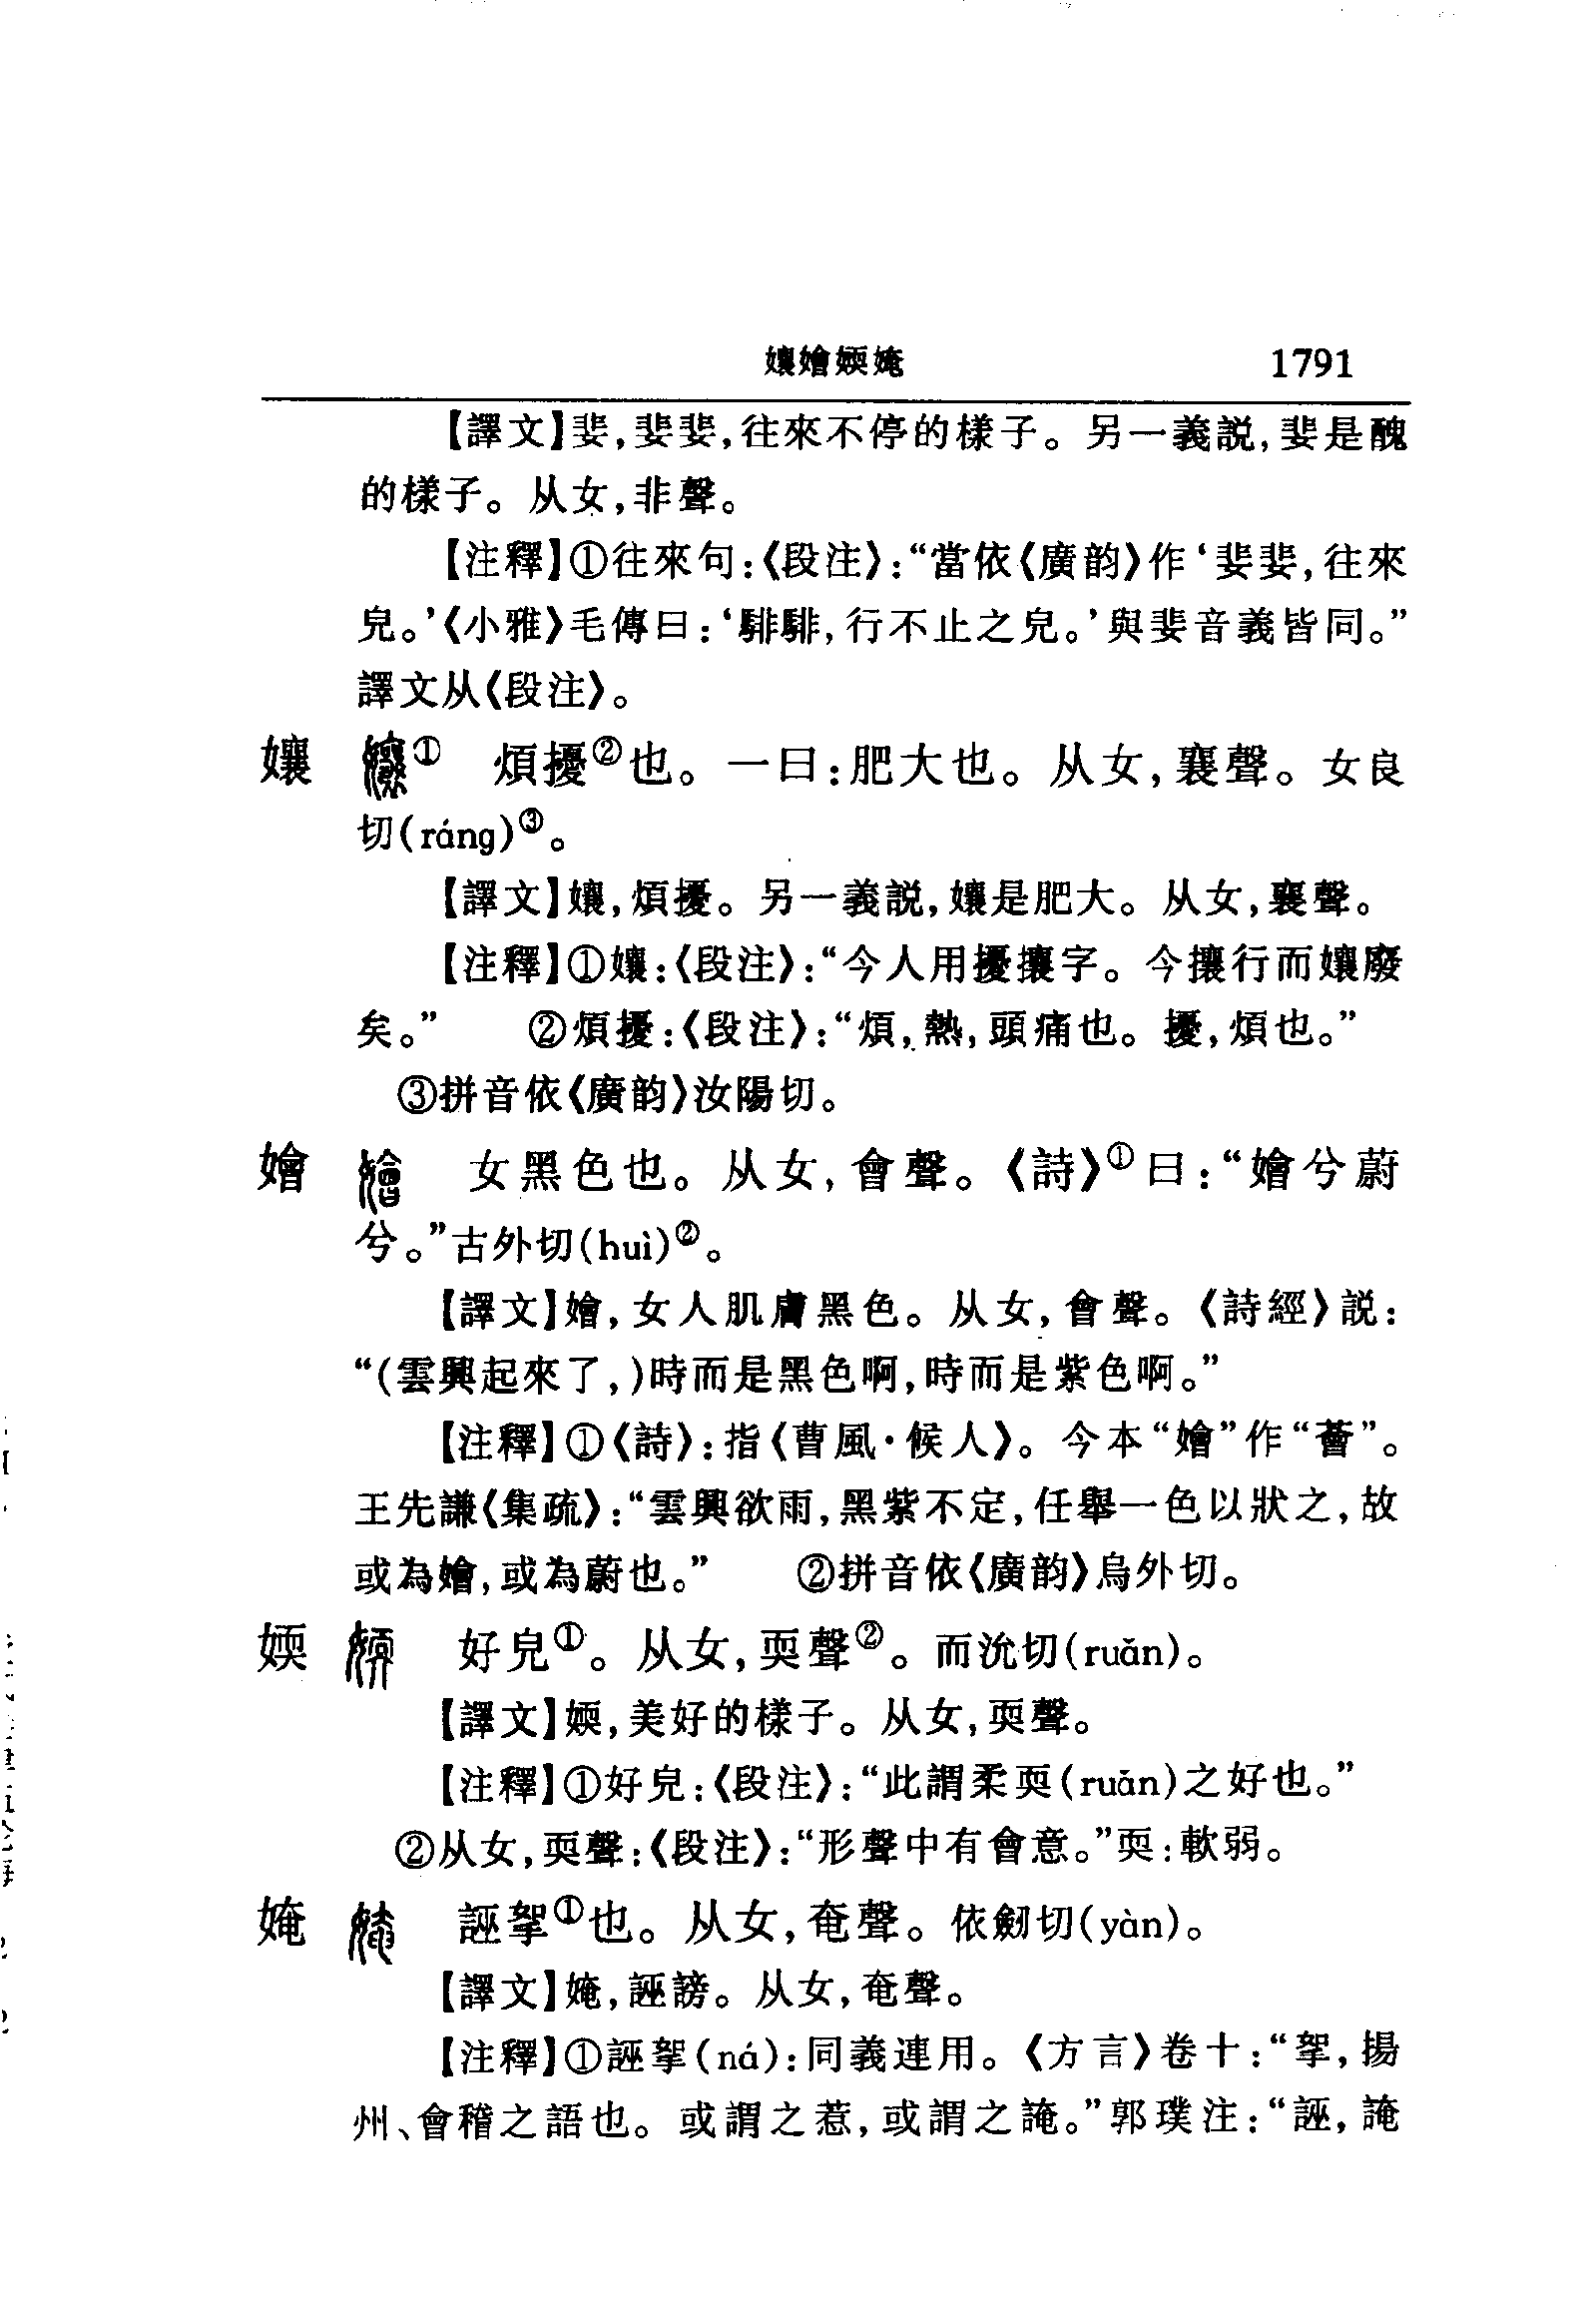 孃嬒媆媕 1791
【譯文】婓,婓婓,往來不停的樣子。另一義説,婓是醜
的樣子。从女,非聲。
【注釋】①往來句:《段注》:“當依《廣韵》作‘婓婓,往來
皃。’《小雅》毛傳曰:‘騑騑,行不止之皃。’與婓音義皆同。”
譯文从《段注》。
孃 ① 煩擾②也。一曰:肥大也。从女,襄聲。女良
切(ráng)③。
【譯文】孃,煩擾。另一義説,孃是肥大。从女,襄聲。
【注釋】①孃:《段注》:“今人用擾攘字。今攘行而孃廢
矣。” ②煩擾:《段注》:“煩,熱,頭痛也。擾,煩也。”
③拼音依《廣韵》汝陽切。
嬒 女黑色也。从女,會聲。《詩》①曰:“嬒兮蔚
兮。”古外切(huì)②。
【譯文】嬒,女人肌膚黑色。从女,會聲。《詩經》説:
“(雲興起來了,)時而是黑色啊,時而是紫色啊。”
【注釋】①《詩》:指《曹風·候人》。今本“嬒”作“薈”。
王先謙《集疏》:“雲興欲雨,黑紫不定,任舉一色以狀之,故
或為嬒,或為蔚也。” ②拼音依《廣韵》烏外切。
媆 好皃①。从女,耎聲②。而沇切(ruǎn)。
【譯文】媆,美好的樣子。从女,耎聲。
【注釋】①好皃:《段注》:“此謂柔耎(ruǎn)之好也。”
②从女,耎聲:《段注》:“形聲中有會意。”耎:軟弱。
媕 誣挐①也。从女,奄聲。依劒切(yàn)。
【譯文】媕,誣謗。从女,奄聲。
【注釋】①誣挐(ná):同義連用。《方言》卷十:“挐,揚
州、會稽之語也。或謂之惹,或謂之䛳。”郭璞注:“誣,䛳